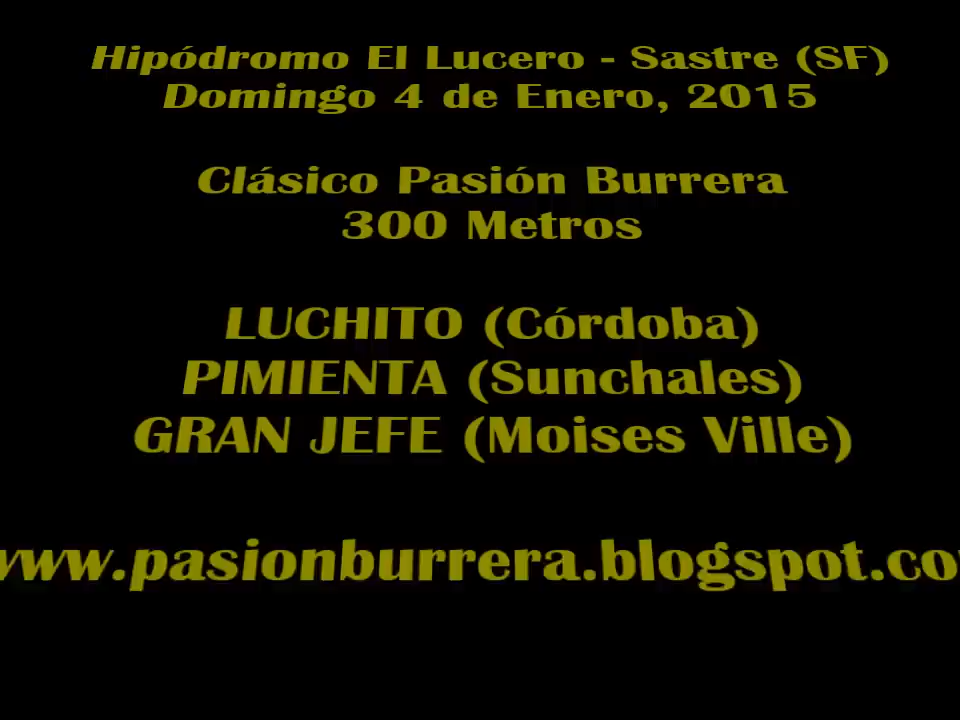 Hipódromo El Lucero - Sastre (SF)
Domingo 4 de Enero, 2015
Clásico Pasión Burrera
300 Metros
LUCHITO (Córdoba)
PIMIENTA (Sunchales)
GRAN JEFE (Moises Ville)
www.pasionburrera.blogspot.co